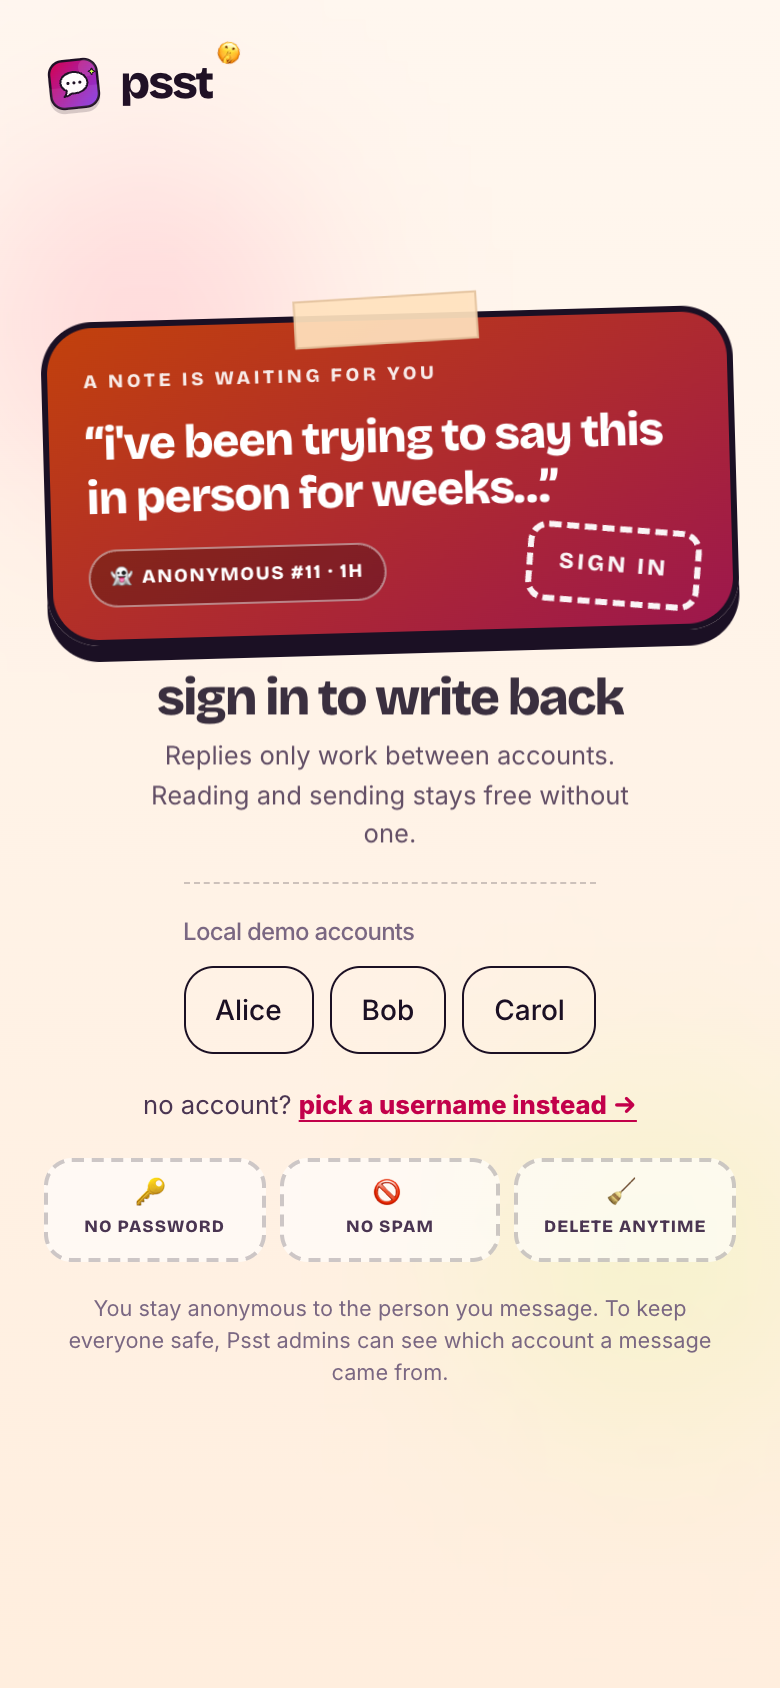 psst
A NOTE IS WAITING FOR YOU
“i've been trying to say this
in person for weeks...”
ANONYMOUS #11 · 1H
SIGN IN
sign in to write back
Replies only work between accounts.
Reading and sending stays free without
one.
Local demo accounts
Alice
Bob
Carol
no account? pick a username instead →
NO PASSWORD
NO SPAM
DELETE ANYTIME
You stay anonymous to the person you message. To keep
everyone safe, Psst admins can see which account a message
came from.